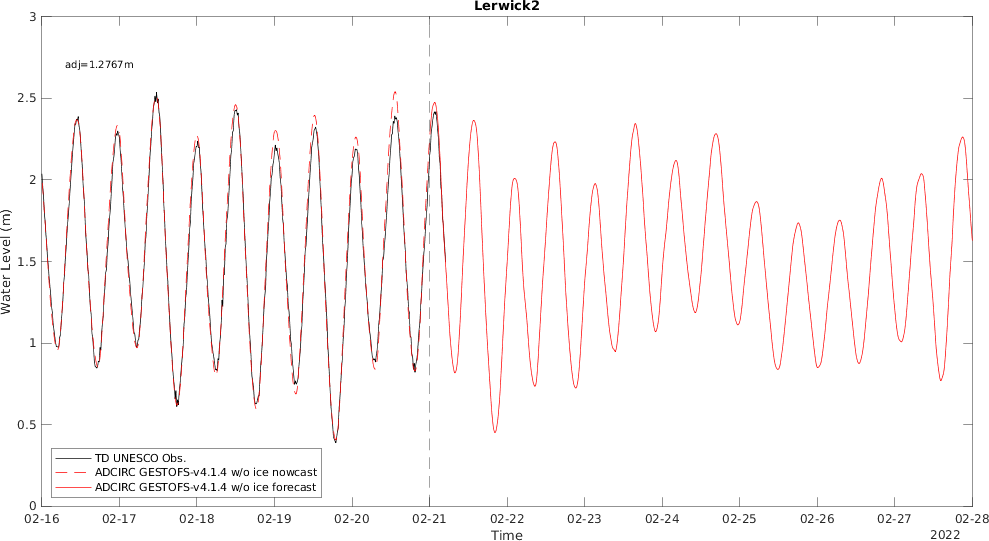 Lerwick2
adj=1.2767m
Water Level (m)
3
2.5
2
1.5
1
0.5
0
TD UNESCO Obs.
ADCIRC GESTOFS-v4.1.4 w/o ice nowcast
ADCIRC GESTOFS-v4.1.4 w/o ice forecast
02-16 02-17 02-18 02-19 02-20 02-21 02-22 02-23 02-24 02-25 02-26 02-27 02-28
Time
2022